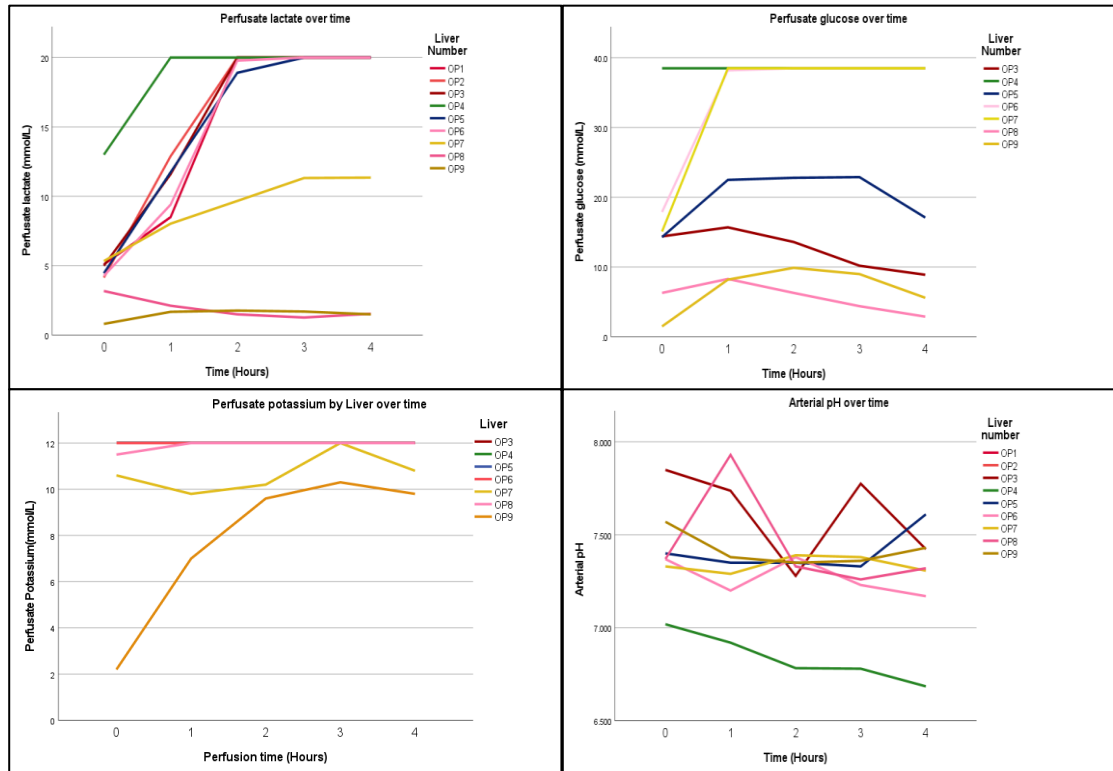 Perfusate lactate over time
Liver
Number
OP1
OP2
OP3
OP4
OP5
OP6
OP7
OP8
OP9
20
15
10
5
0
Perfusate lactate (mmol/L)
0 1 2 3 4
Time (Hours)
Perfusate glucose over time
Liver
Number
OP3
OP4
OP5
OP6
OP7
OP8
OP9
40.0
30.0
20.0
10.0
.0
Perfusate glucose (mmol/L)
0 1 2 3 4
Time (Hours)
Perfusate potassium by Liver over time
Liver
OP3
OP4
OP5
OP6
OP7
OP8
OP9
12
10
8
6
4
2
0
Perfusate Potassium(mmol/L)
0 1 2 3 4
Perfusion time (Hours)
Arterial pH over time
Liver
number
OP1
OP2
OP3
OP4
OP5
OP6
OP7
OP8
OP9
8.000
7.500
7.000
6.500
Arterial pH
0 1 2 3 4
Time (Hours)